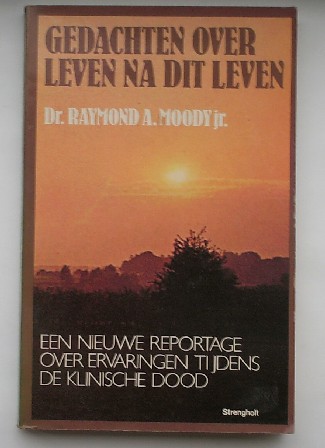 GEDACHTEN OVER
LEVEN NA DIT LEVEN
Dr. RAYMOND A. MOODY jr.
EEN NIEUWE REPORTAGE
OVER ERVARINGEN TIJDENS
DE KLINISCHE DOOD
Strengholt